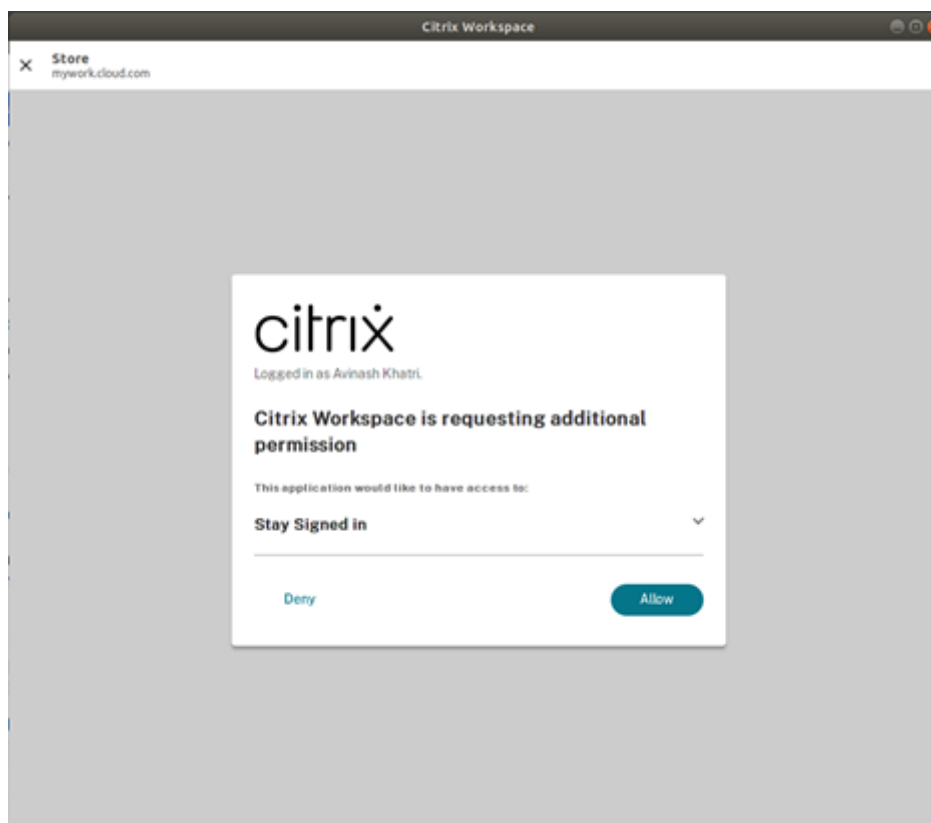 Citrix Workspace
Store
mywork.cloud.com
citrix
Logged in as Avinash Khatri.
Citrix Workspace is requesting additional
permission
This application would like to have access to:
Stay Signed in
Deny
Allow